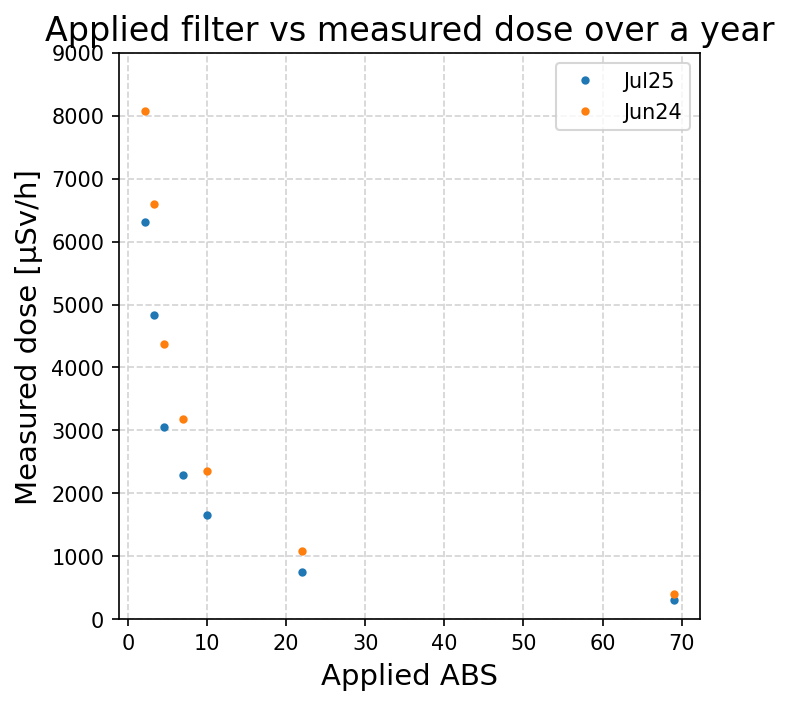 Applied filter vs measured dose over a year
9000
8000
7000
6000
5000
4000
3000
2000
1000
0
Measured dose [µSv/h]
Jul25
Jun24
0 10 20 30 40 50 60 70
Applied ABS